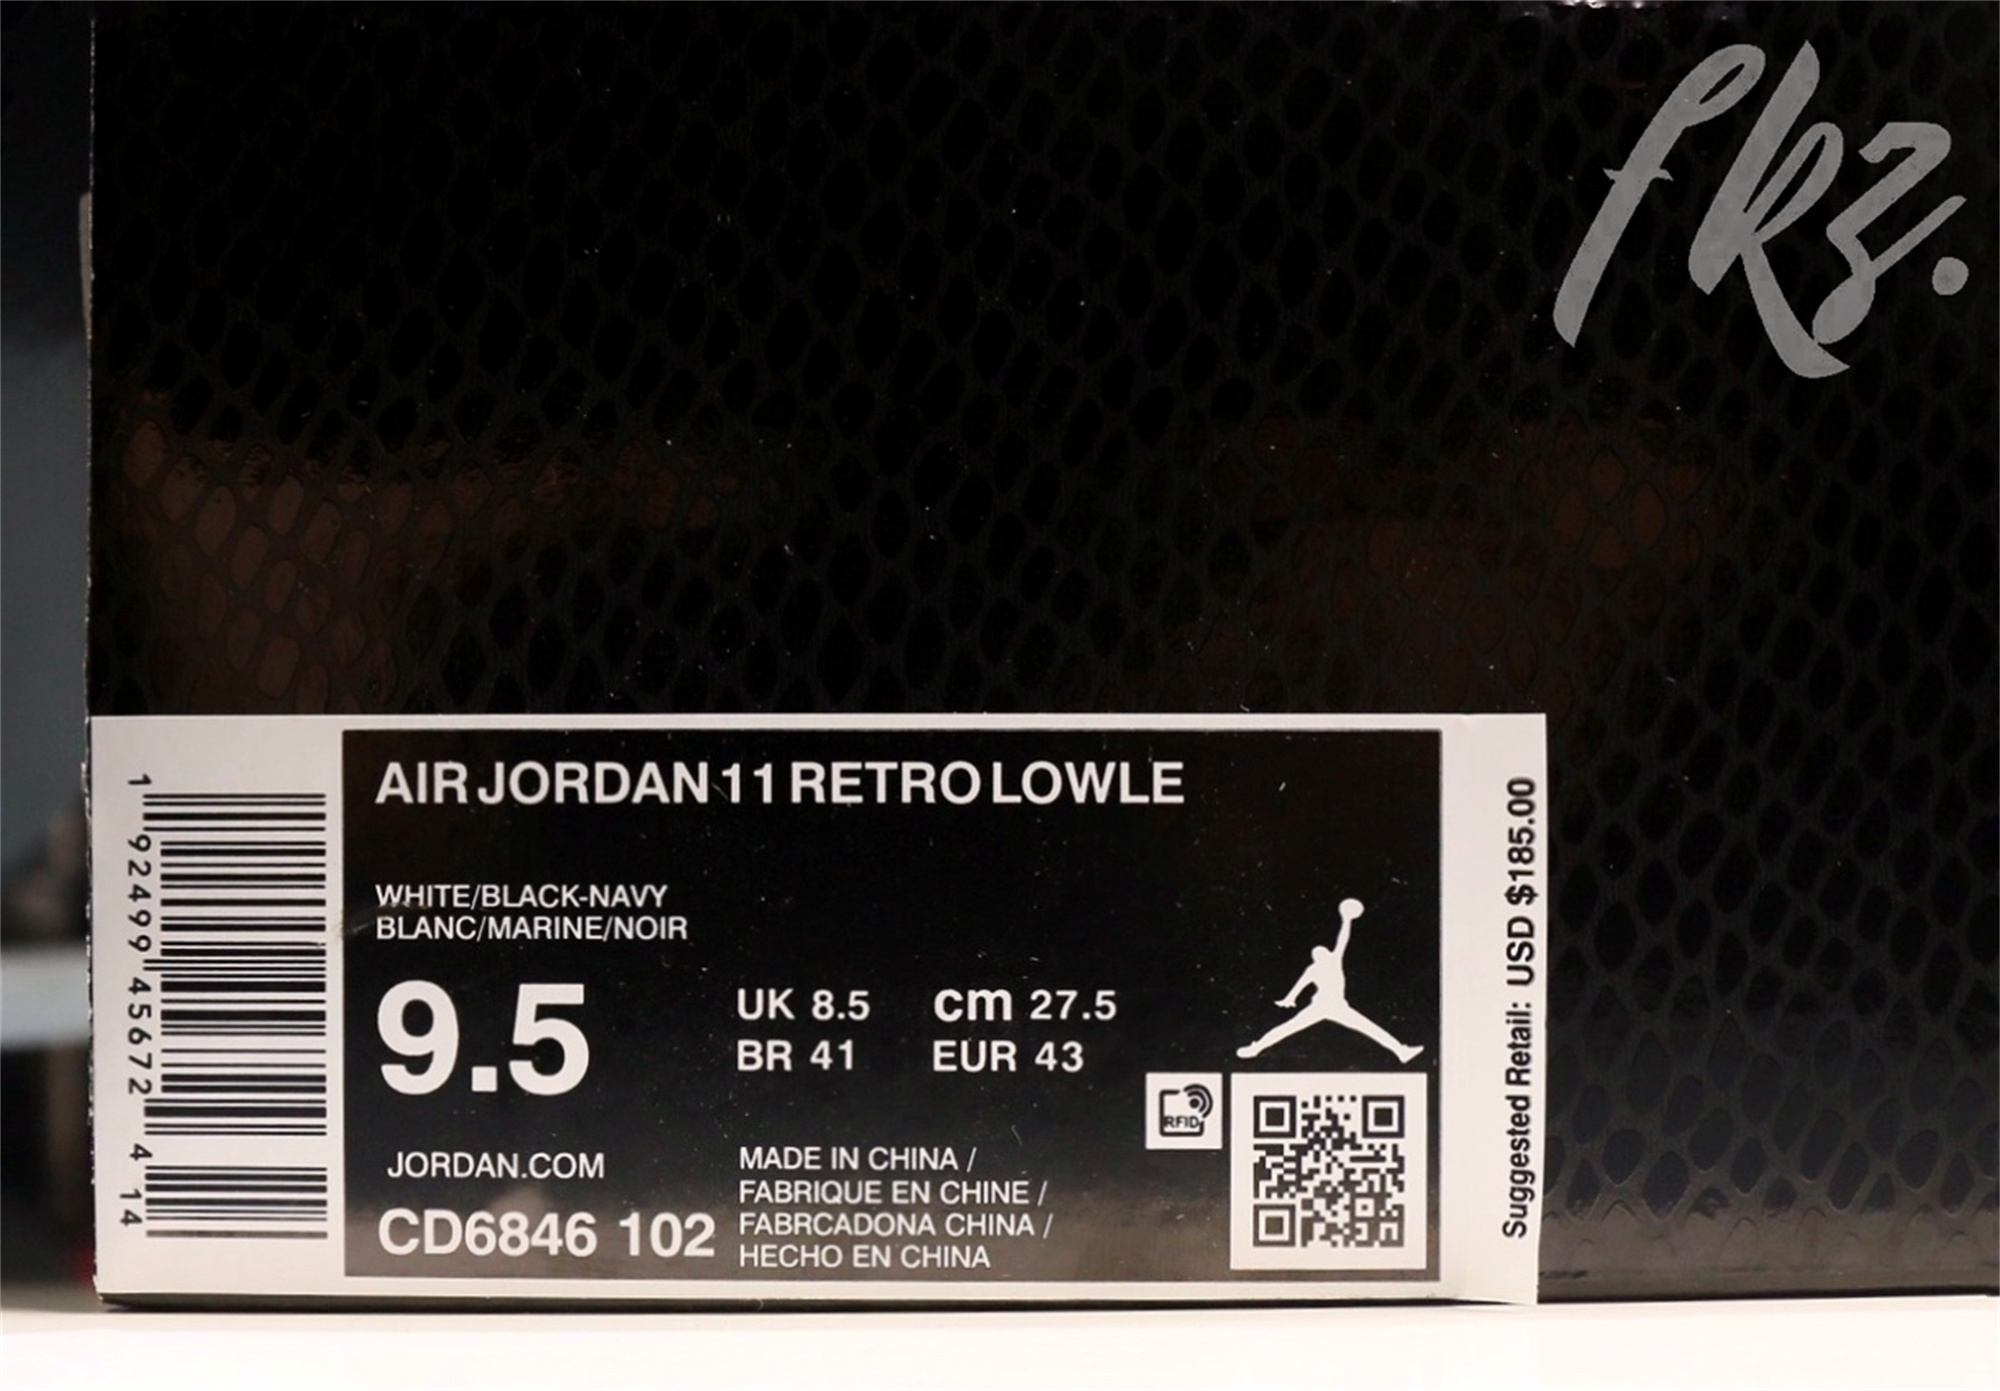 fkz.
AIR JORDAN 11 RETRO LOWLE
WHITE/BLACK-NAVY
BLANC/MARINE/NOIR
9.5
UK 8.5
cm 27.5
BR 41
EUR 43
RFID
JORDAN.COM
CD6846 102
MADE IN CHINA /
FABRIQUE EN CHINE /
FABRCADONA CHINA /
HECHO EN CHINA
1 92499 45672 4 14
Suggested Retail: USD $185.00